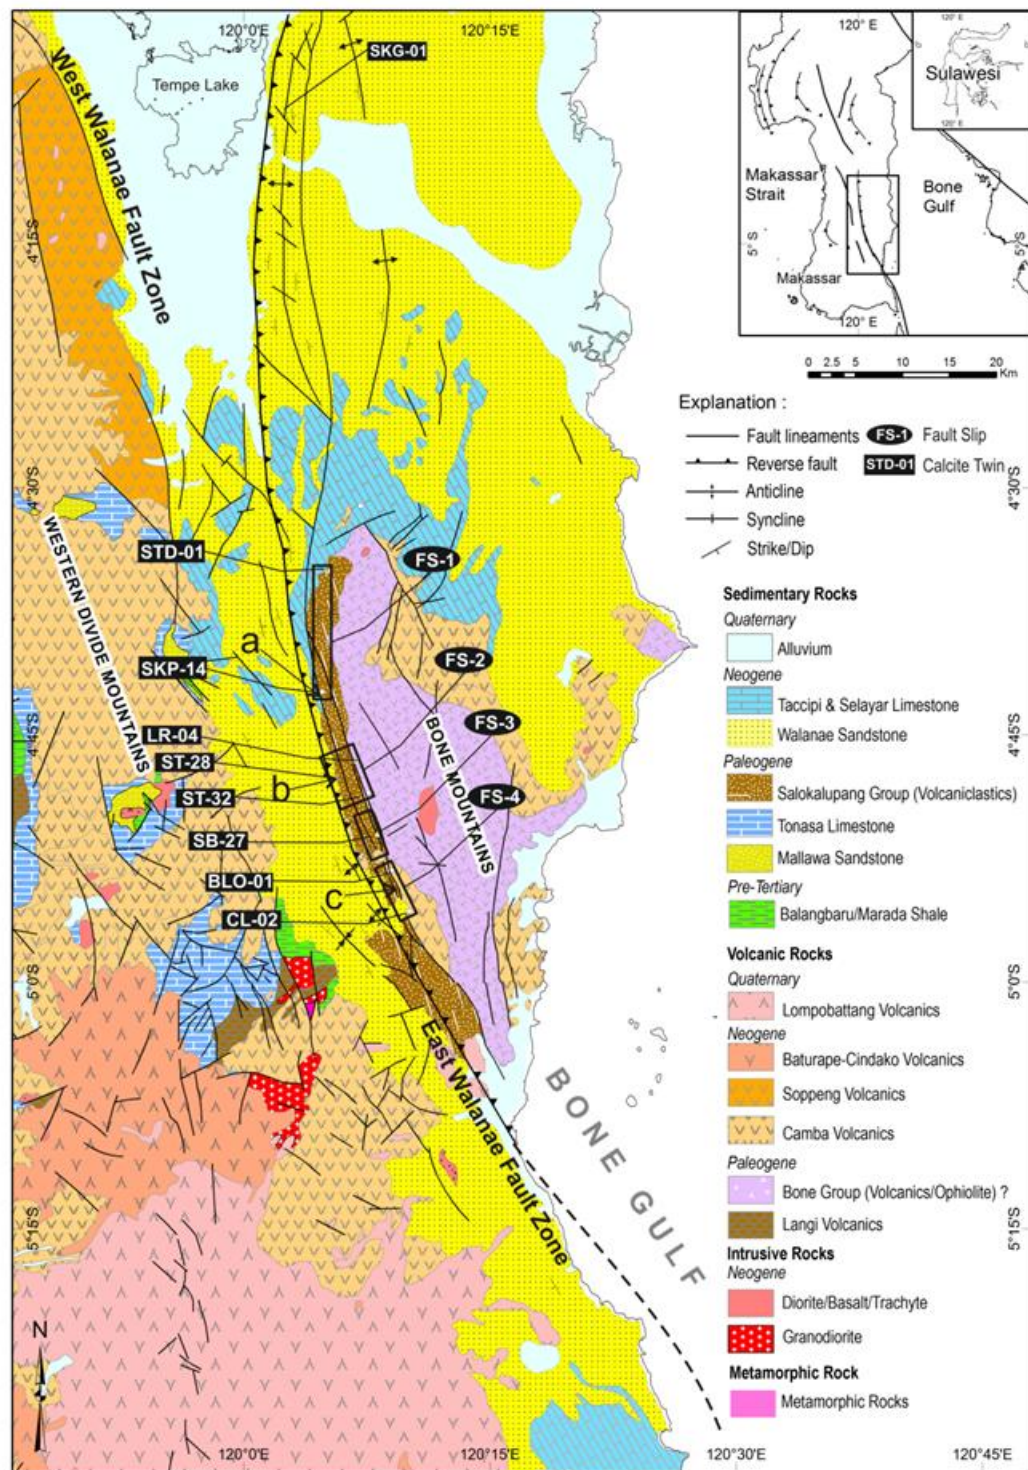 120°0'E
120°15'E
SKG-01
Tempe Lake
West Walanae Fault Zone
120° E
120° E
Sulawesi
120° E
Makassar
Strait
Bone
Gulf
5°S
5°S
Makassar
120° E
4°15'S
0 2.5 5 10 15 20
Km
Explanation :
Fault lineaments
FS-1
Fault Slip
Reverse fault
STD-01
Calcite Twin
Anticline
Syncline
Strike/Dip
4°30'S
4°30'S
WESTERN DIVIDE MOUNTAINS
STD-01
FS-1
a
SKP-14
FS-2
LR-04
FS-3
ST-28
BONE MOUNTAINS
4°45'S
4°45'S
ST-32
b
FS-4
SB-27
BLO-01
c
CL-02
5°0'S
5°0'S
East Walanae Fault Zone
BONE GULF
5°15'S
5°15'S
Sedimentary Rocks
Quaternary
Alluvium
Neogene
Taccipi & Selayar Limestone
Walanae Sandstone
Paleogene
Salokalupang Group (Volcaniclastics)
Tonasa Limestone
Mallawa Sandstone
Pre-Tertiary
Balangbaru/Marada Shale
Volcanic Rocks
Quaternary
Lompobattang Volcanics
Neogene
Baturape-Cindako Volcanics
Soppeng Volcanics
Camba Volcanics
Paleogene
Bone Group (Volcanics/Ophiolite) ?
Langi Volcanics
Intrusive Rocks
Neogene
Diorite/Basalt/Trachyte
Granodiorite
Metamorphic Rock
Metamorphic Rocks
N
120°0'E
120°15'E
120°30'E
120°45'E